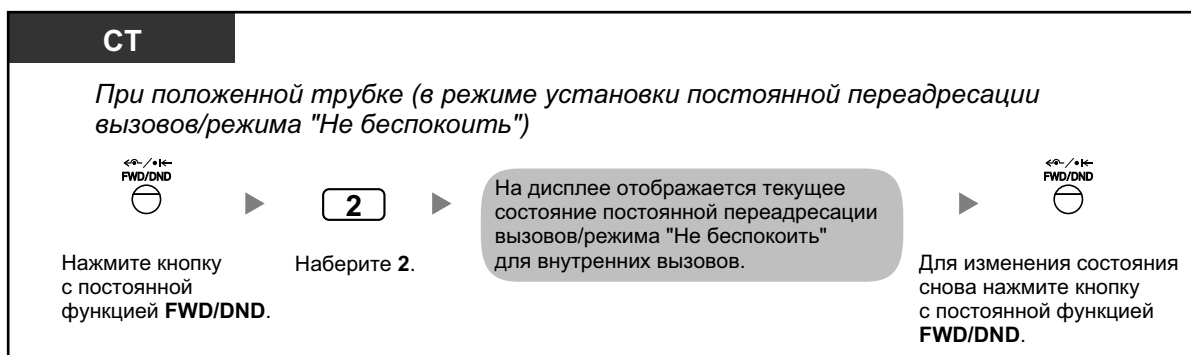 СТ
При положенной трубке (в режиме установки постоянной переадресации
вызовов/режима "Не беспокоить")
FWD/DND
Нажмите кнопку
с постоянной
функцией FWD/DND.
2
Наберите 2.
На дисплее отображается текущее
состояние постоянной переадресации
вызовов/режима "Не беспокоить"
для внутренних вызовов.
FWD/DND
Для изменения состояния
снова нажмите кнопку
с постоянной функцией
FWD/DND.